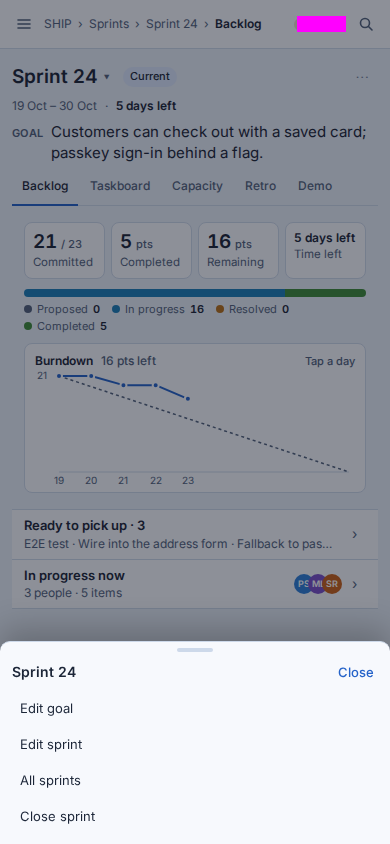 SHIP › Sprints › Sprint 24 › Backlog
Sprint 24 ▾ Current ···
19 Oct – 30 Oct · 5 days left
GOAL Customers can check out with a saved card;
passkey sign-in behind a flag.
Backlog Taskboard Capacity Retro Demo
21 / 23 5 pts 16 pts 5 days left
Committed Completed Remaining Time left
Proposed 0 In progress 16 Resolved 0
Completed 5
Burndown 16 pts left Tap a day
21
19 20 21 22 23
Ready to pick up · 3
E2E test · Wire into the address form · Fallback to pas...
In progress now
3 people · 5 items PS ML SR
Sprint 24 Close
Edit goal
Edit sprint
All sprints
Close sprint